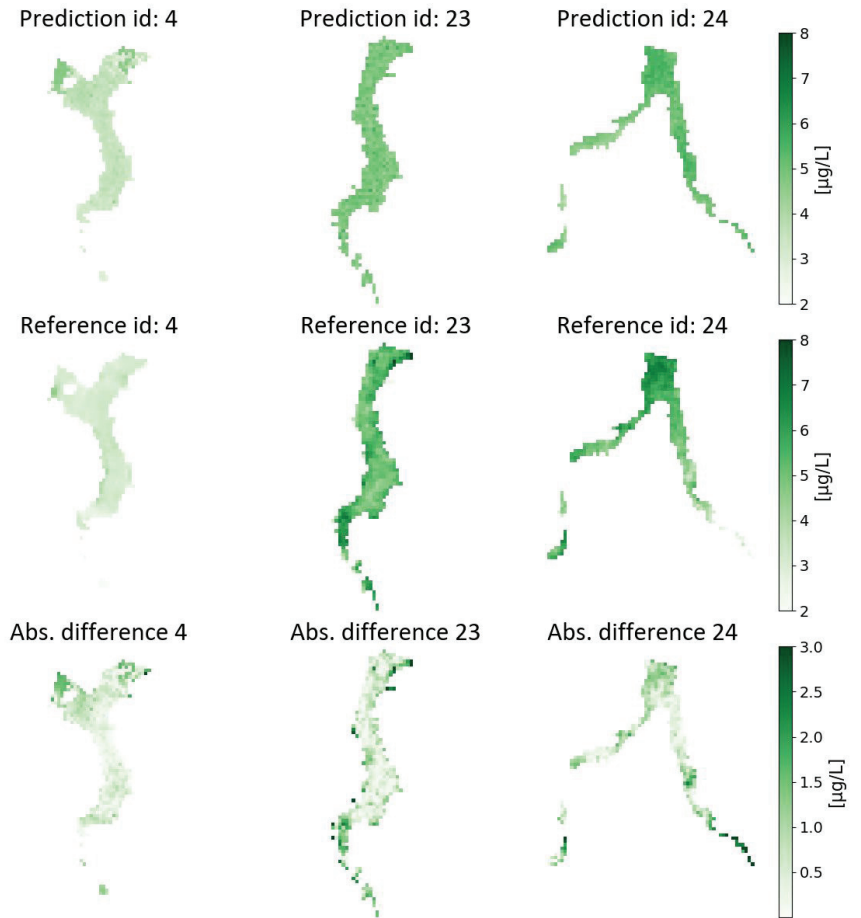 Prediction id: 4
Prediction id: 23
Prediction id: 24
8
7
6
5
4
3
2
[µg/L]
Reference id: 4
Reference id: 23
Reference id: 24
8
7
6
5
4
3
2
[µg/L]
Abs. difference 4
Abs. difference 23
Abs. difference 24
3.0
2.5
2.0
1.5
1.0
0.5
[µg/L]